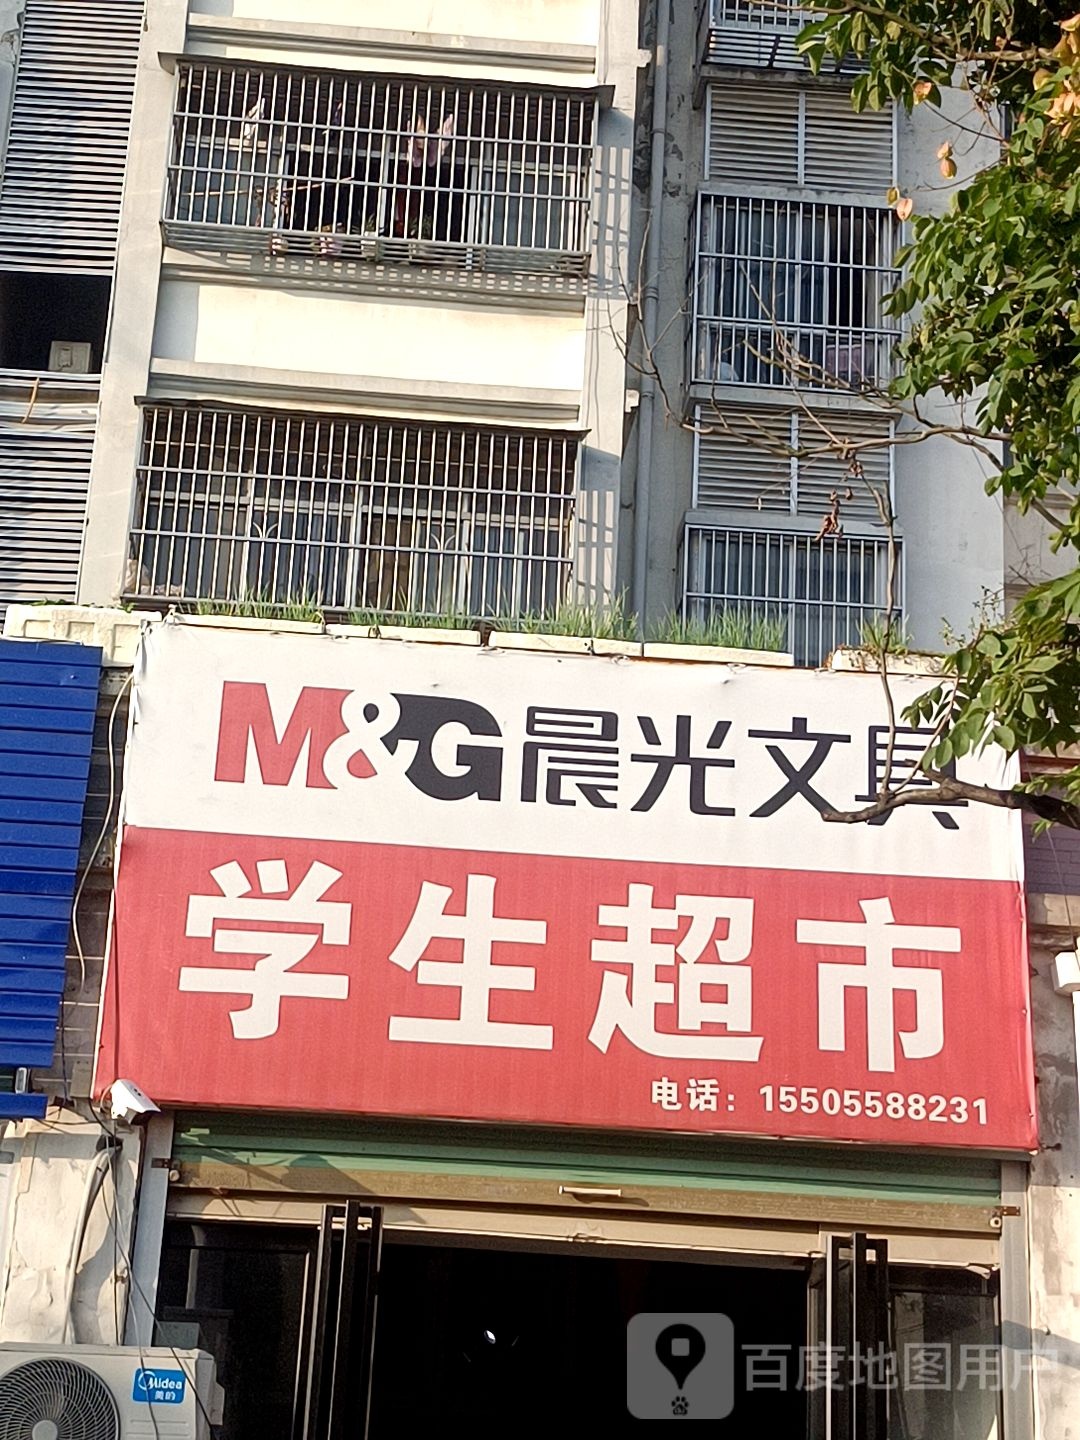 M&G晨光文具
学生超市
电话：15505588231
Midea
美的
百度地图用户